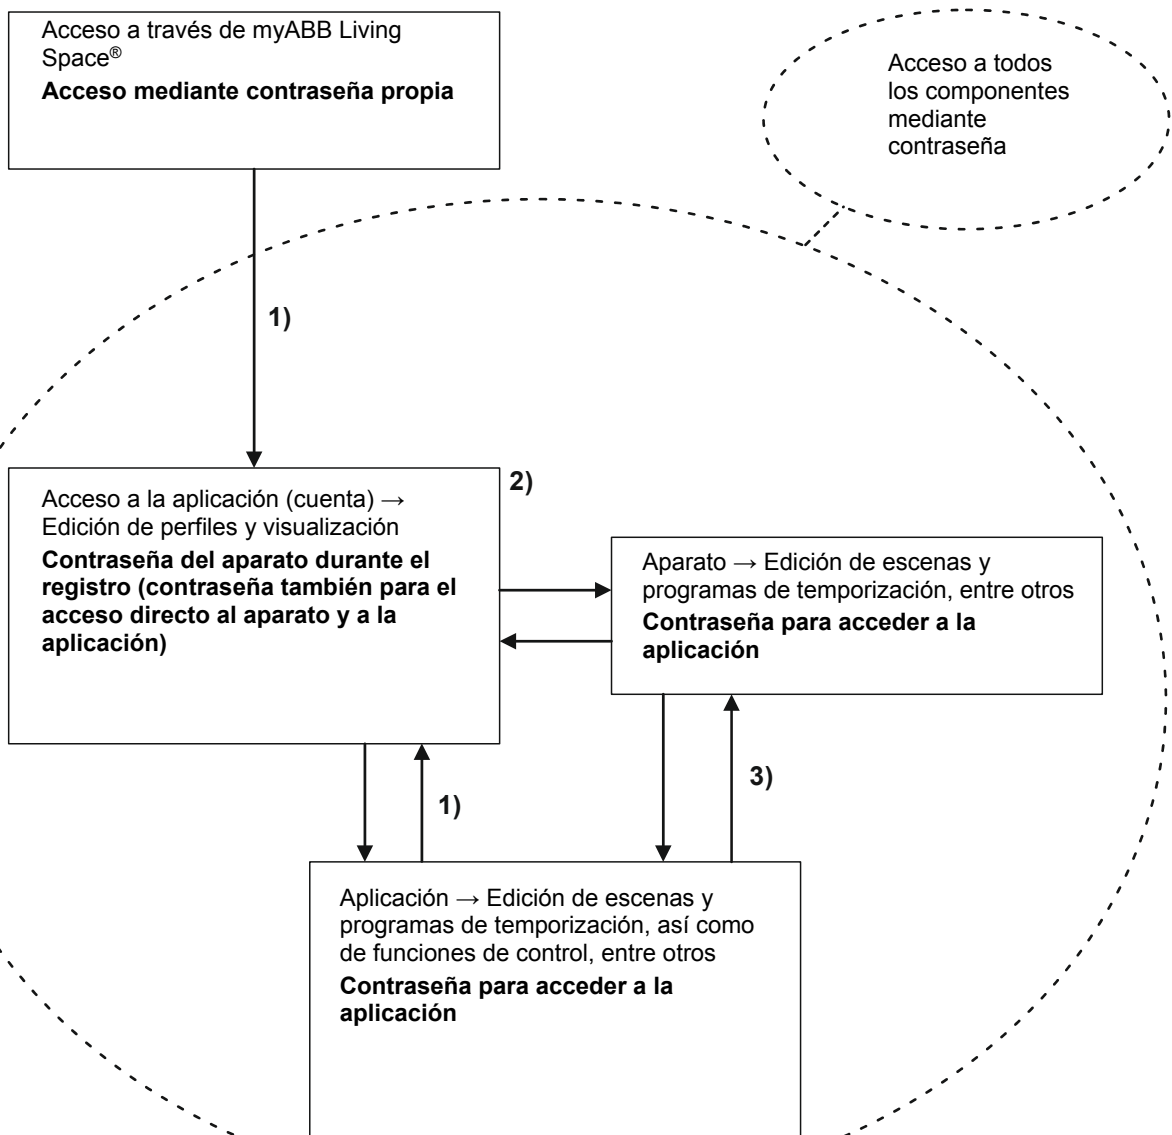 Acceso a través de myABB Living
Space®
Acceso mediante contraseña propia
Acceso a todos
los componentes
mediante
contraseña
1)
Acceso a la aplicación (cuenta) →
Edición de perfiles y visualización
Contraseña del aparato durante el
registro (contraseña también para el
acceso directo al aparato y a la
aplicación)
2)
Aparato → Edición de escenas y
programas de temporización, entre otros
Contraseña para acceder a la
aplicación
1)
3)
Aplicación → Edición de escenas y
programas de temporización, así como
de funciones de control, entre otros
Contraseña para acceder a la
aplicación